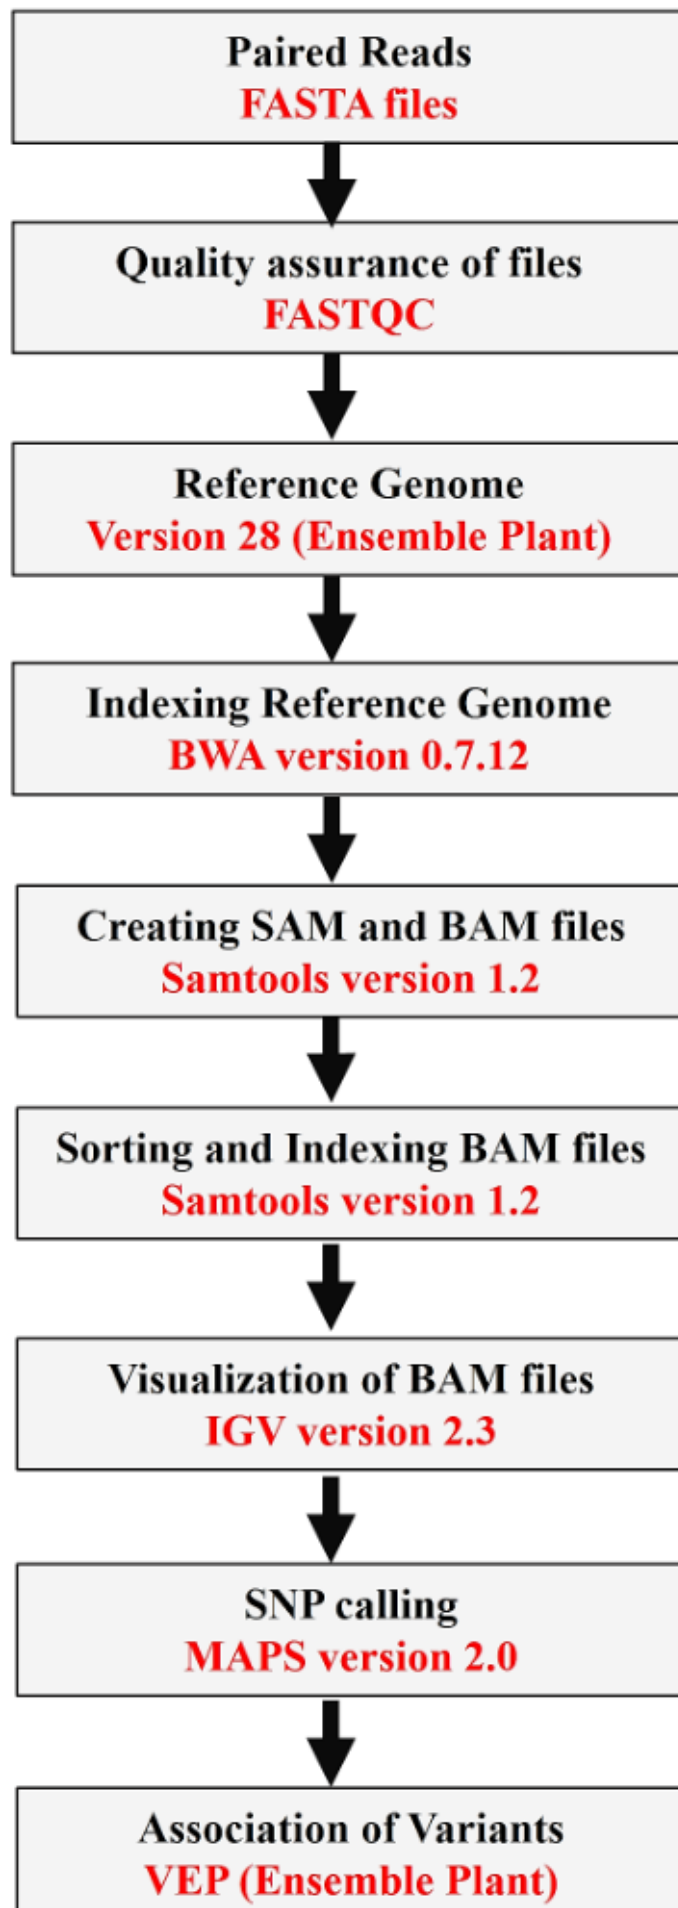 Paired Reads
FASTA files
Quality assurance of files
FASTQC
Reference Genome
Version 28 (Ensemble Plant)
Indexing Reference Genome
BWA version 0.7.12
Creating SAM and BAM files
Samtools version 1.2
Sorting and Indexing BAM files
Samtools version 1.2
Visualization of BAM files
IGV version 2.3
SNP calling
MAPS version 2.0
Association of Variants
VEP (Ensemble Plant)